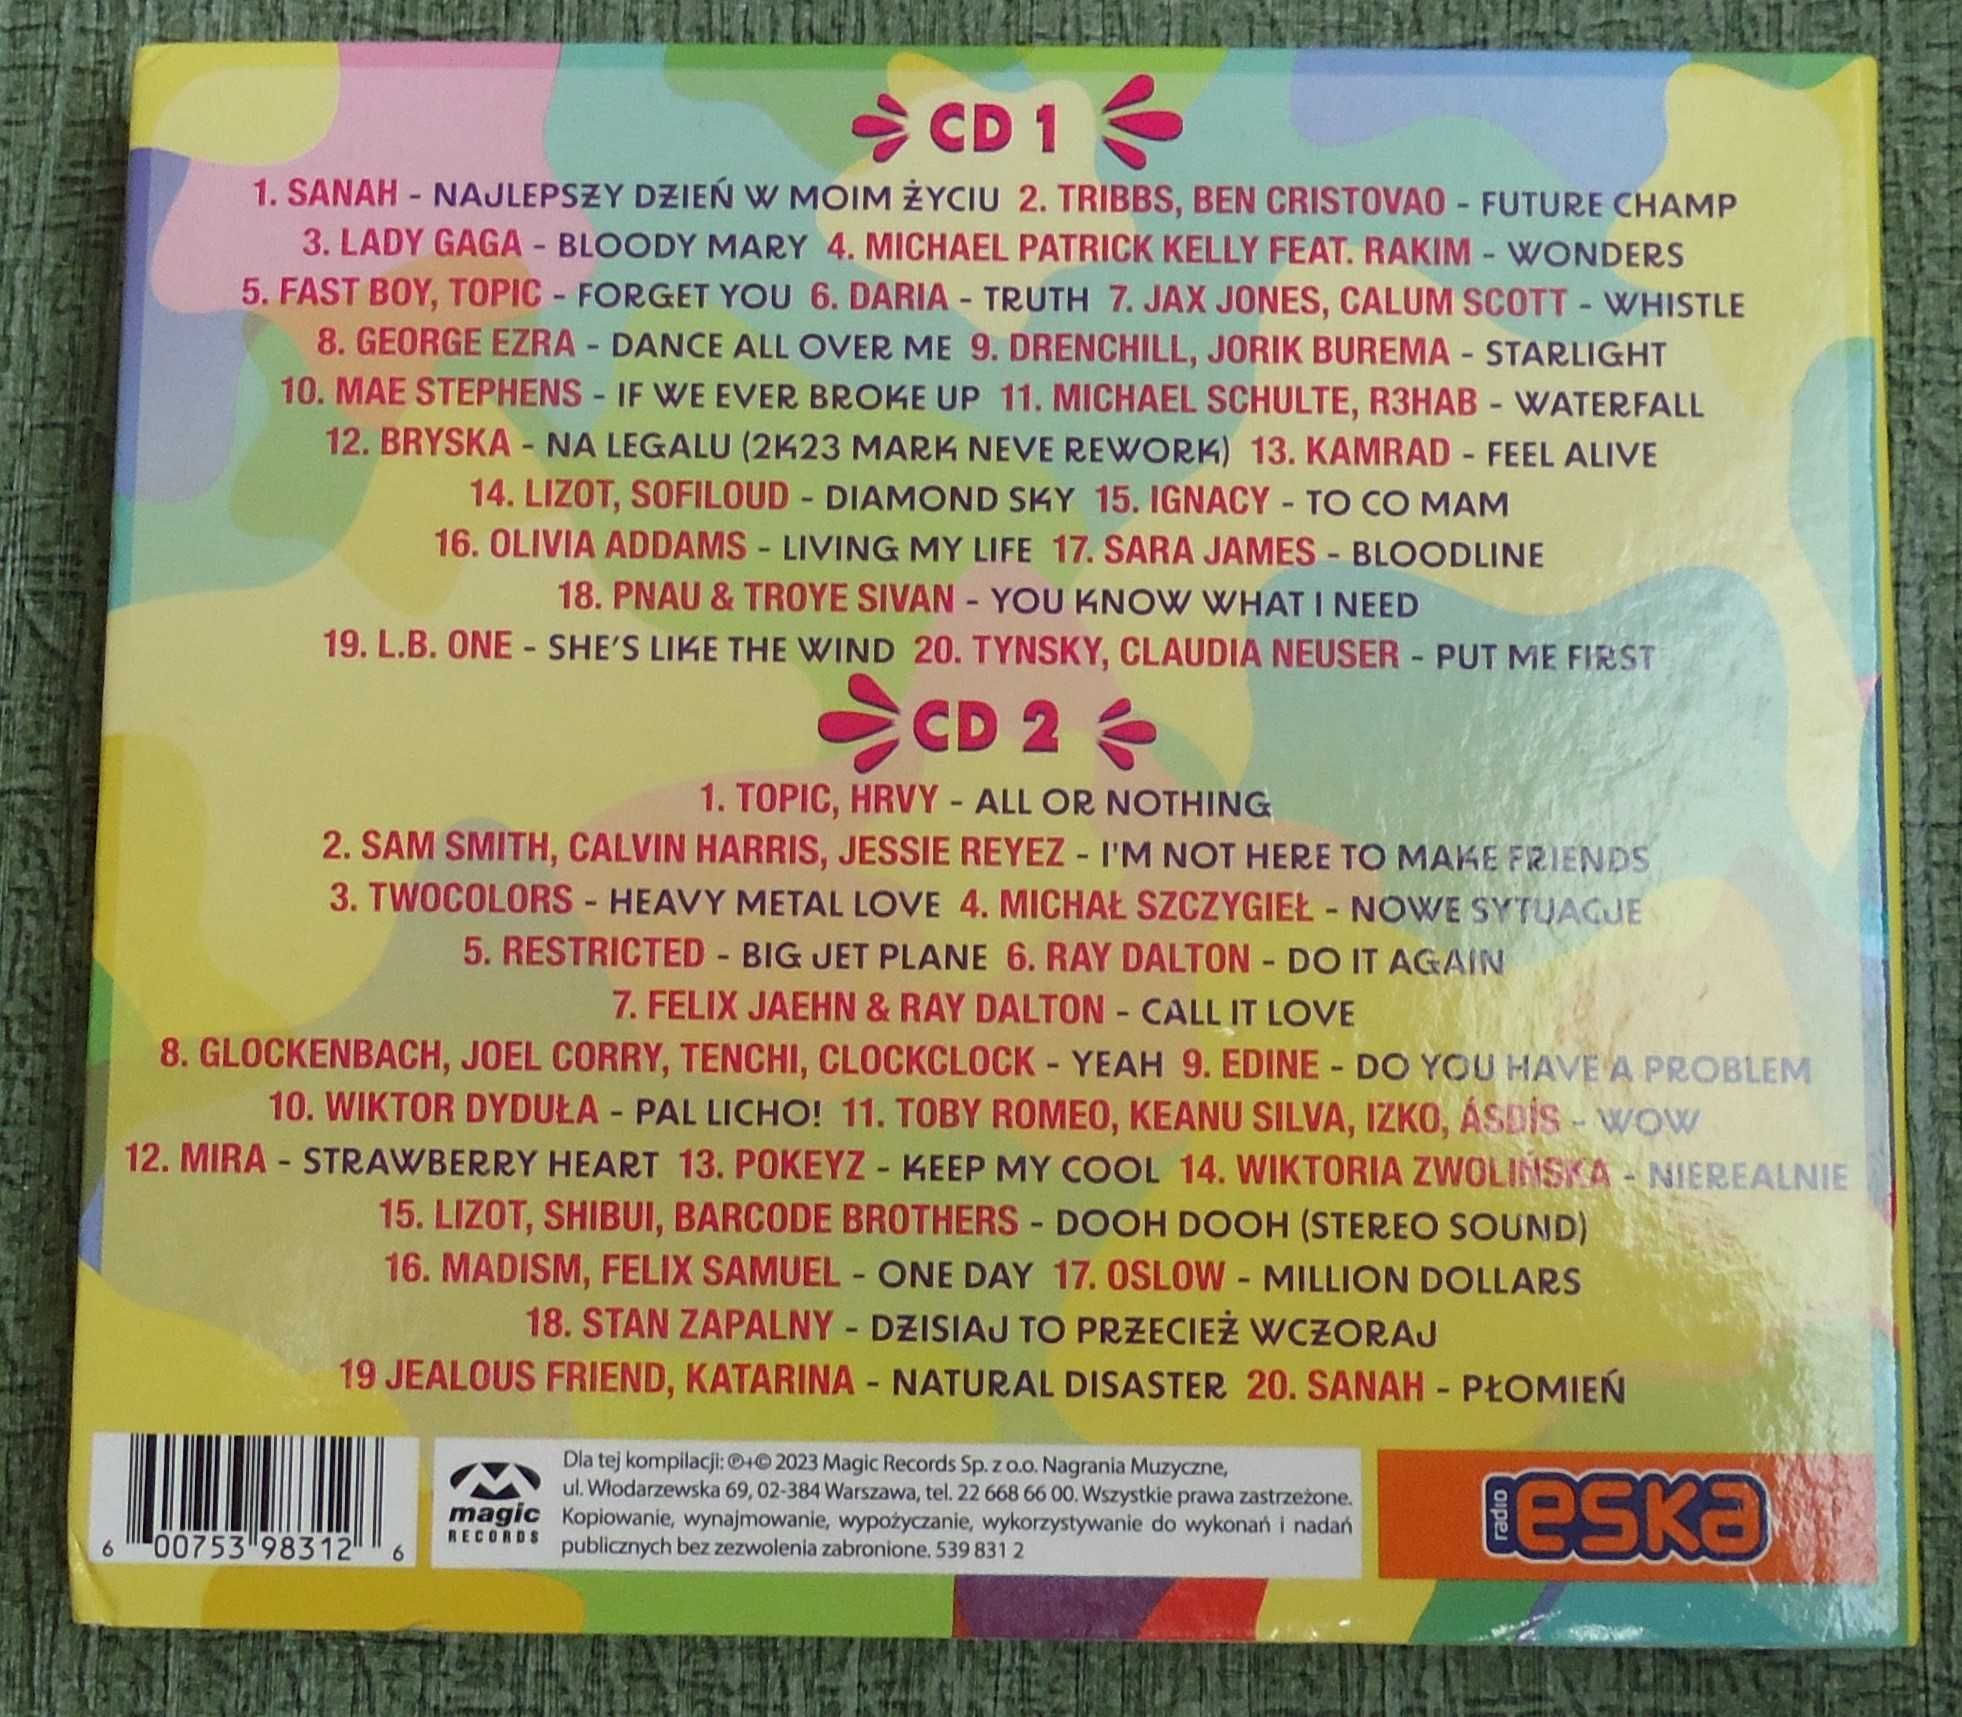 CD 1
1. SANAH - NAJLEPSZY DZIEŃ W MOIM ŻYCIU 2. TRIBBS, BEN CRISTOVAO - FUTURE CHAMP
3. LADY GAGA - BLOODY MARY 4. MICHAEL PATRICK KELLY FEAT. RAKIM - WONDERS
5. FAST BOY, TOPIC - FORGET YOU 6. DARIA - TRUTH 7. JAX JONES, CALUM SCOTT - WHISTLE
8. GEORGE EZRA - DANCE ALL OVER ME 9. DRENCHILL, JORIK BUREMA - STARLIGHT
10. MAE STEPHENS - IF WE EVER BROKE UP 11. MICHAEL SCHULTE, R3HAB - WATERFALL
12. BRYSKA - NA LEGALU (2K23 MARK NEVE REWORK) 13. KAMRAD - FEEL ALIVE
14. LIZOT, SOFILOUD - DIAMOND SKY 15. IGNACY - TO CO MAM
16. OLIVIA ADDAMS - LIVING MY LIFE 17. SARA JAMES - BLOODLINE
18. PNAU & TROYE SIVAN - YOU KNOW WHAT I NEED
19. L.B. ONE - SHE'S LIKE THE WIND 20. TYNSKY, CLAUDIA NEUSER - PUT ME FIRST
CD 2
1. TOPIC, HRVY - ALL OR NOTHING
2. SAM SMITH, CALVIN HARRIS, JESSIE REYEZ - I'M NOT HERE TO MAKE FRIENDS
3. TWOCOLORS - HEAVY METAL LOVE 4. MICHAŁ SZCZYGIEŁ - NOWE SYTUACJE
5. RESTRICTED - BIG JET PLANE 6. RAY DALTON - DO IT AGAIN
7. FELIX JAEHN & RAY DALTON - CALL IT LOVE
8. GLOCKENBACH, JOEL CORRY, TENCHI, CLOCKCLOCK - YEAH 9. EDINE - DO YOU HAVE A PROBLEM
10. WIKTOR DYDUŁA - PAL LICHO! 11. TOBY ROMEO, KEANU SILVA, IZKO, ÁSDÍS - WOW
12. MIRA - STRAWBERRY HEART 13. POKEYZ - KEEP MY COOL 14. WIKTORIA ZWOLIŃSKA - NIEREALNIE
15. LIZOT, SHIBUI, BARCODE BROTHERS - DOOH DOOH (STEREO SOUND)
16. MADISM, FELIX SAMUEL - ONE DAY 17. OSLOW - MILLION DOLLARS
18. STAN ZAPALNY - DZISIAJ TO PRZECIEŻ WCZORAJ
19 JEALOUS FRIEND, KATARINA - NATURAL DISASTER 20. SANAH - PŁOMIEŃ
6 00753 98312 6
magic
RECORDS
Dla tej kompilacji: ℗+© 2023 Magic Records Sp. z o.o. Nagrania Muzyczne,
ul. Włodarzewska 69, 02-384 Warszawa, tel. 22 668 66 00. Wszystkie prawa zastrzeżone.
Kopiowanie, wynajmowanie, wypożyczanie, wykorzystywanie do wykonań i nadań
publicznych bez zezwolenia zabronione. 539 831 2
radio
eska